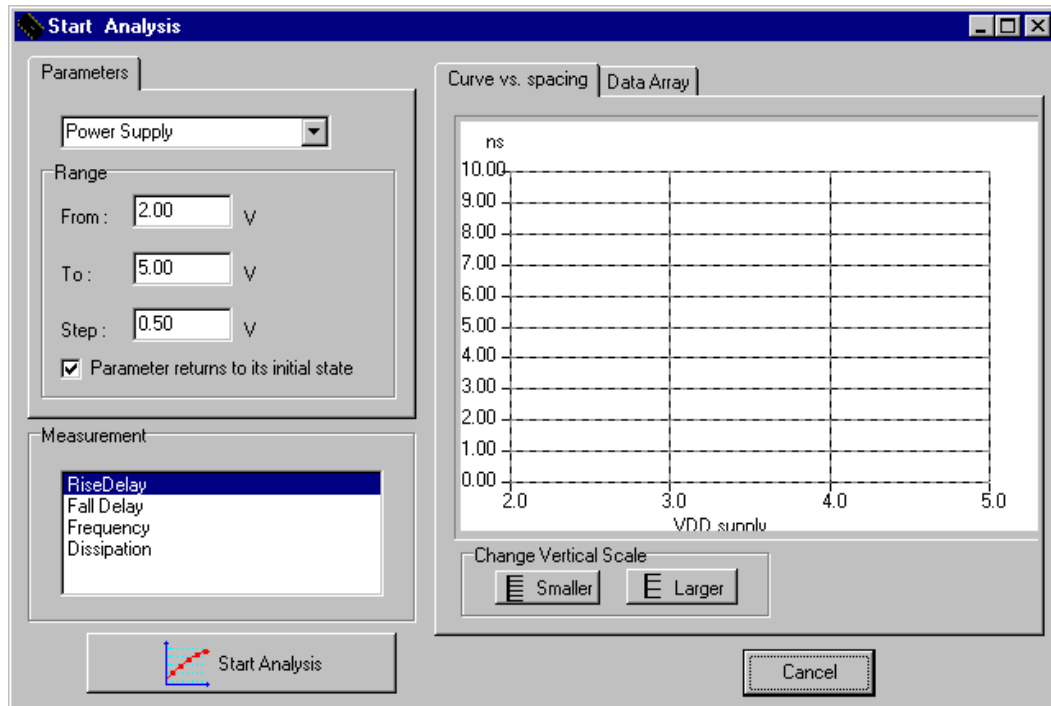 Start Analysis
Parameters
Power Supply
Range
From : 2.00 V
To : 5.00 V
Step : 0.50 V
Parameter returns to its initial state
Measurement
RiseDelay
Fall Delay
Frequency
Dissipation
Start Analysis
Curve vs. spacing Data Array
ns
10.00
9.00
8.00
7.00
6.00
5.00
4.00
3.00
2.00
1.00
0.00
2.0 3.0 4.0 5.0
VDD supply
Change Vertical Scale
Smaller Larger
Cancel